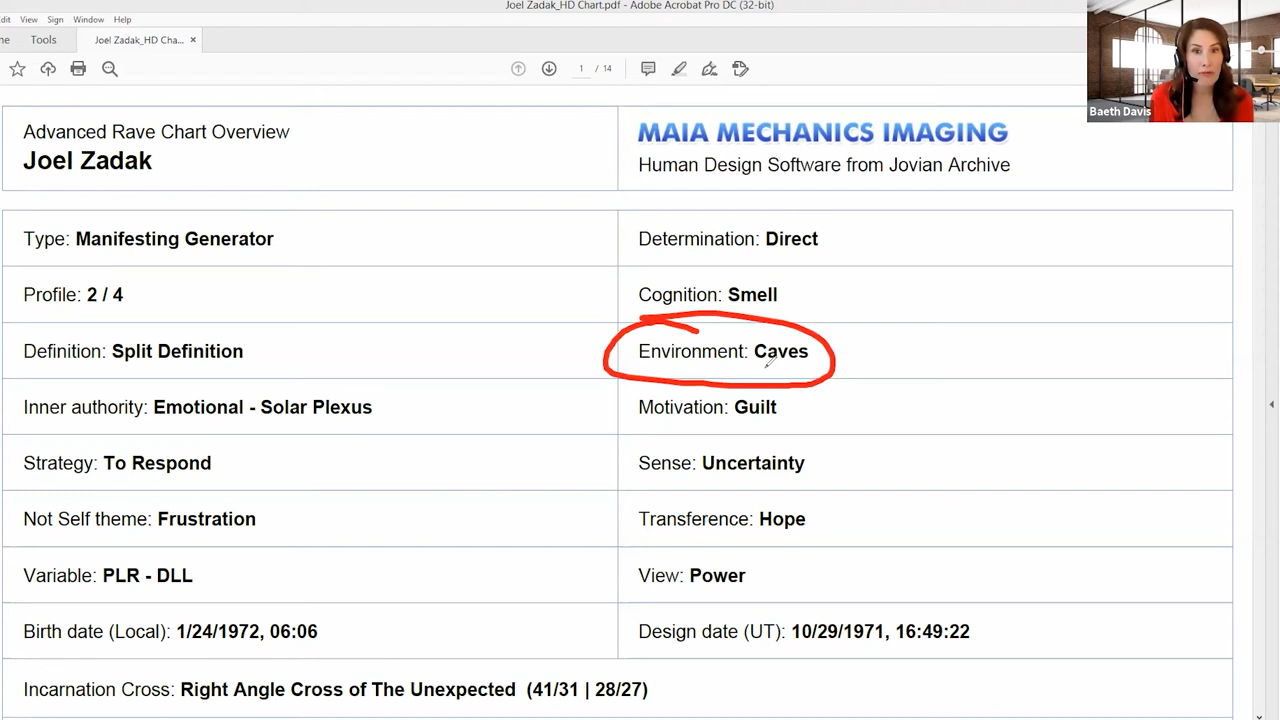 Joel Zadak_HD Chart.pdf - Adobe Acrobat Pro DC (32-bit)
View Sign Window Help
Tools Joel Zadak_HD Cha... ×
1 / 14
Baeth Davis
Advanced Rave Chart Overview
Joel Zadak
MAIA MECHANICS IMAGING
Human Design Software from Jovian Archive
Type: Manifesting Generator
Determination: Direct
Profile: 2 / 4
Cognition: Smell
Definition: Split Definition
Environment: Caves
Inner authority: Emotional - Solar Plexus
Motivation: Guilt
Strategy: To Respond
Sense: Uncertainty
Not Self theme: Frustration
Transference: Hope
Variable: PLR - DLL
View: Power
Birth date (Local): 1/24/1972, 06:06
Design date (UT): 10/29/1971, 16:49:22
Incarnation Cross: Right Angle Cross of The Unexpected (41/31 | 28/27)